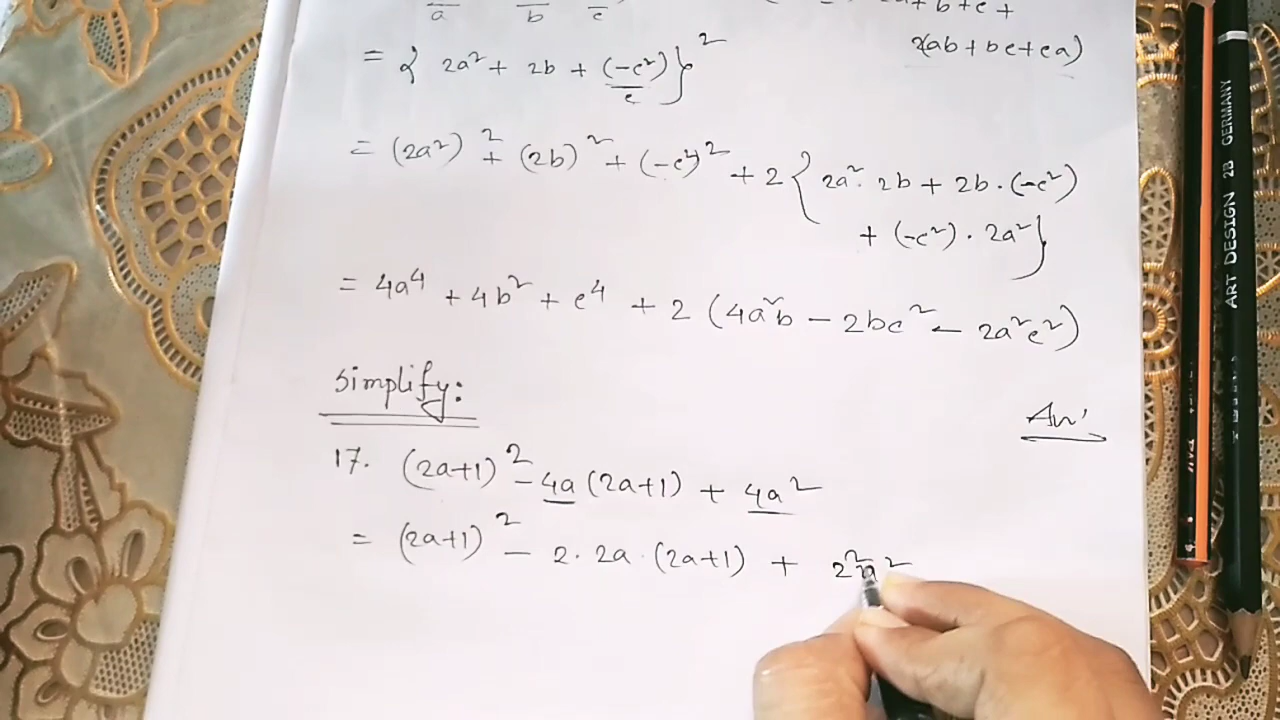 a b c
+ b + c +
2(ab + bc + ca)
= { 2a² + 2b + (-c²)}²
c
= (2a²)² + (2b)² + (-c²)² + 2 { 2a² · 2b + 2b · (-c²)
+ (-c²) · 2a² }
= 4a⁴ + 4b² + c⁴ + 2 (4a²b - 2bc² - 2a²c²)
Simplify:
Ans
17. (2a+1)² - 4a (2a+1) + 4a²
= (2a+1)² - 2 · 2a · (2a+1) + 2²a²
ART DESIGN 2B GERMANY